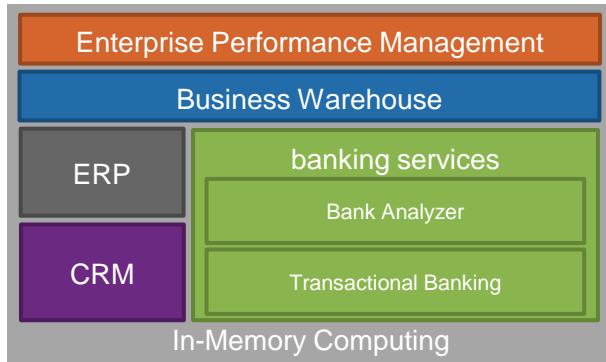 Enterprise Performance Management
Business Warehouse
ERP
banking services
Bank Analyzer
CRM
Transactional Banking
In-Memory Computing